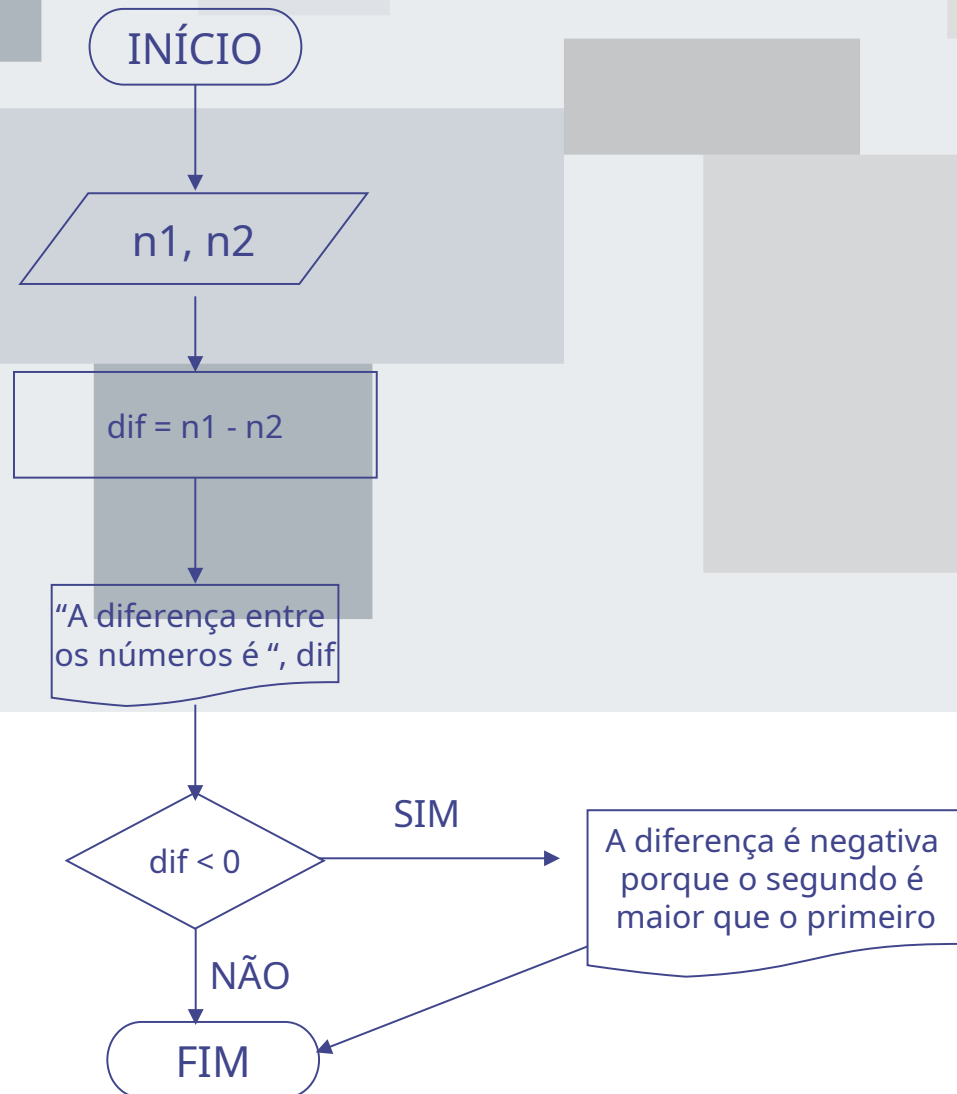 INÍCIO
n1, n2
dif = n1 - n2
“A diferença entre
os números é “, dif
dif < 0
SIM
A diferença é negativa
porque o segundo é
maior que o primeiro
NÃO
FIM